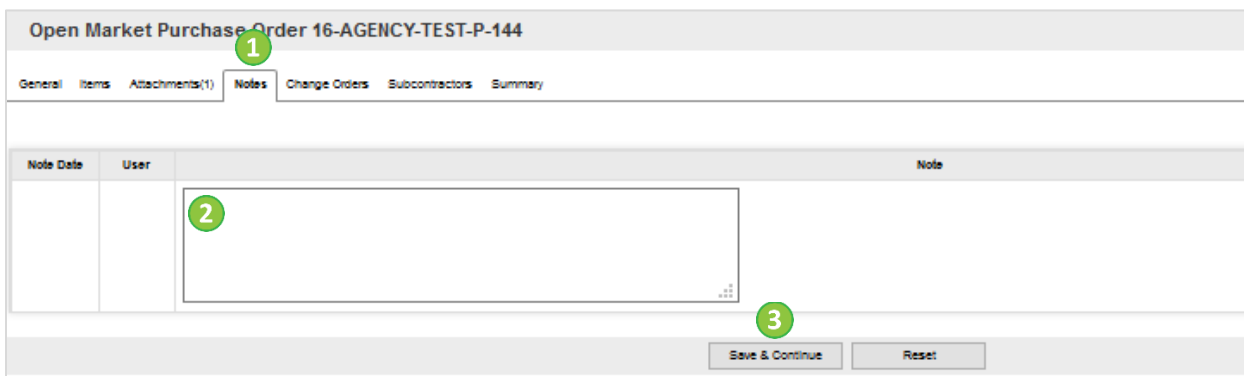 Open Market Purchase Order 16-AGENCY-TEST-P-144
1
General Items Attachments(1) Notes Change Orders Subcontractors Summary
Note Date User Note
2
3
Save & Continue Reset